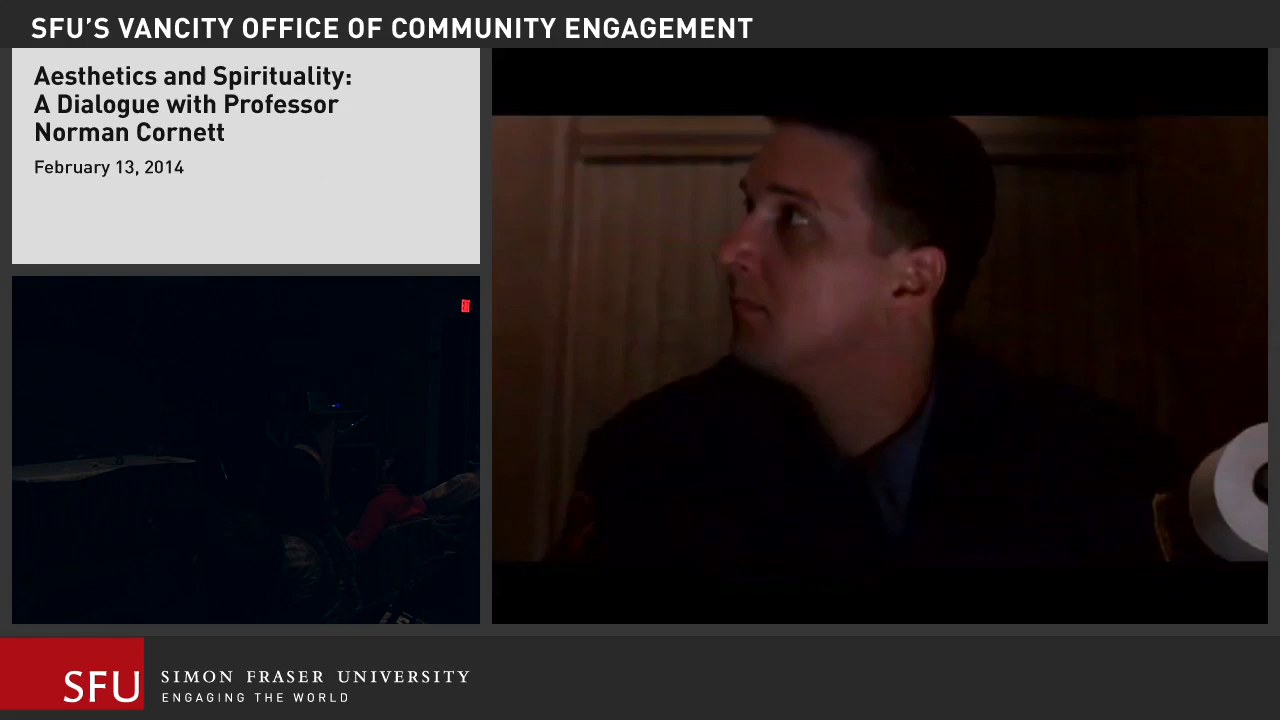 SFU'S VANCITY OFFICE OF COMMUNITY ENGAGEMENT
Aesthetics and Spirituality:
A Dialogue with Professor
Norman Cornett
February 13, 2014
SFU
SIMON FRASER UNIVERSITY
ENGAGING THE WORLD